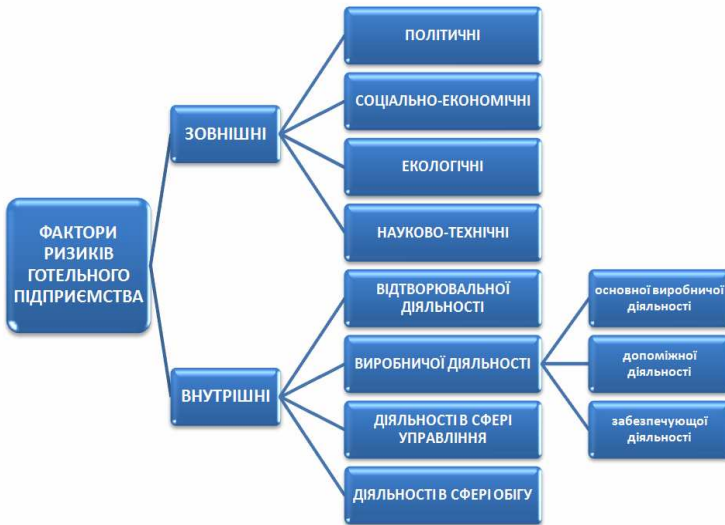 ФАКТОРИ
РИЗИКІВ
ГОТЕЛЬНОГО
ПІДПРИЄМСТВА
ЗОВНІШНІ
ПОЛІТИЧНІ
СОЦІАЛЬНО-ЕКОНОМІЧНІ
ЕКОЛОГІЧНІ
НАУКОВО-ТЕХНІЧНІ
ВНУТРІШНІ
ВІДТВОРЮВАЛЬНОЇ
ДІЯЛЬНОСТІ
ВИРОБНИЧОЇ ДІЯЛЬНОСТІ
основної виробничої
діяльності
допоміжної
діяльності
забезпечующої
діяльності
ДІЯЛЬНОСТІ В СФЕРІ
УПРАВЛІННЯ
ДІЯЛЬНОСТІ В СФЕРІ ОБІГУ